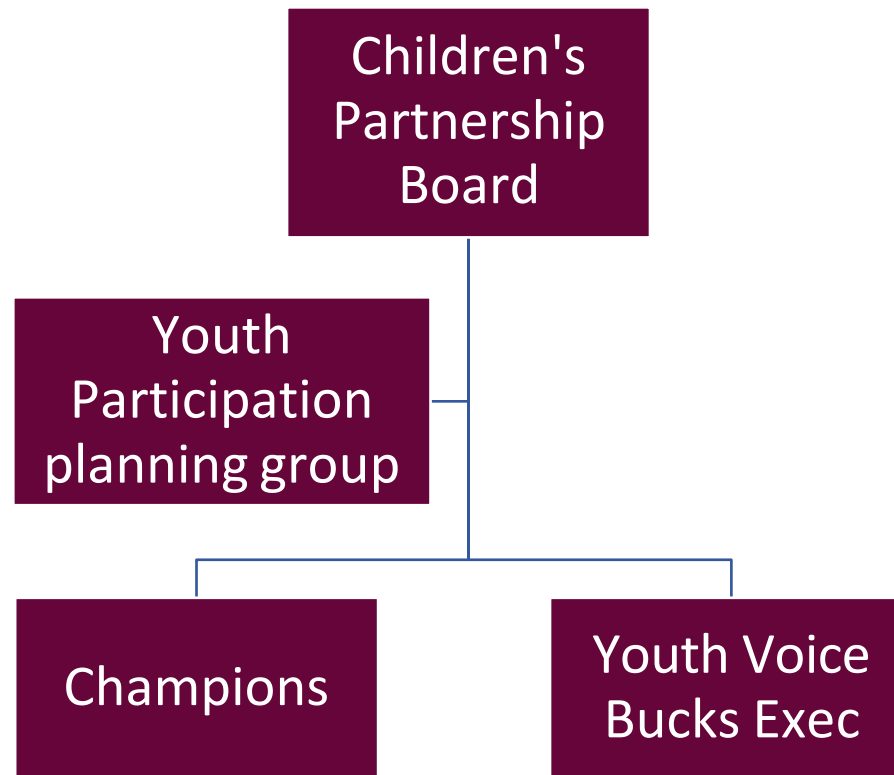 Children's
Partnership
Board
Youth
Participation
planning group
Champions
Youth Voice
Bucks Exec